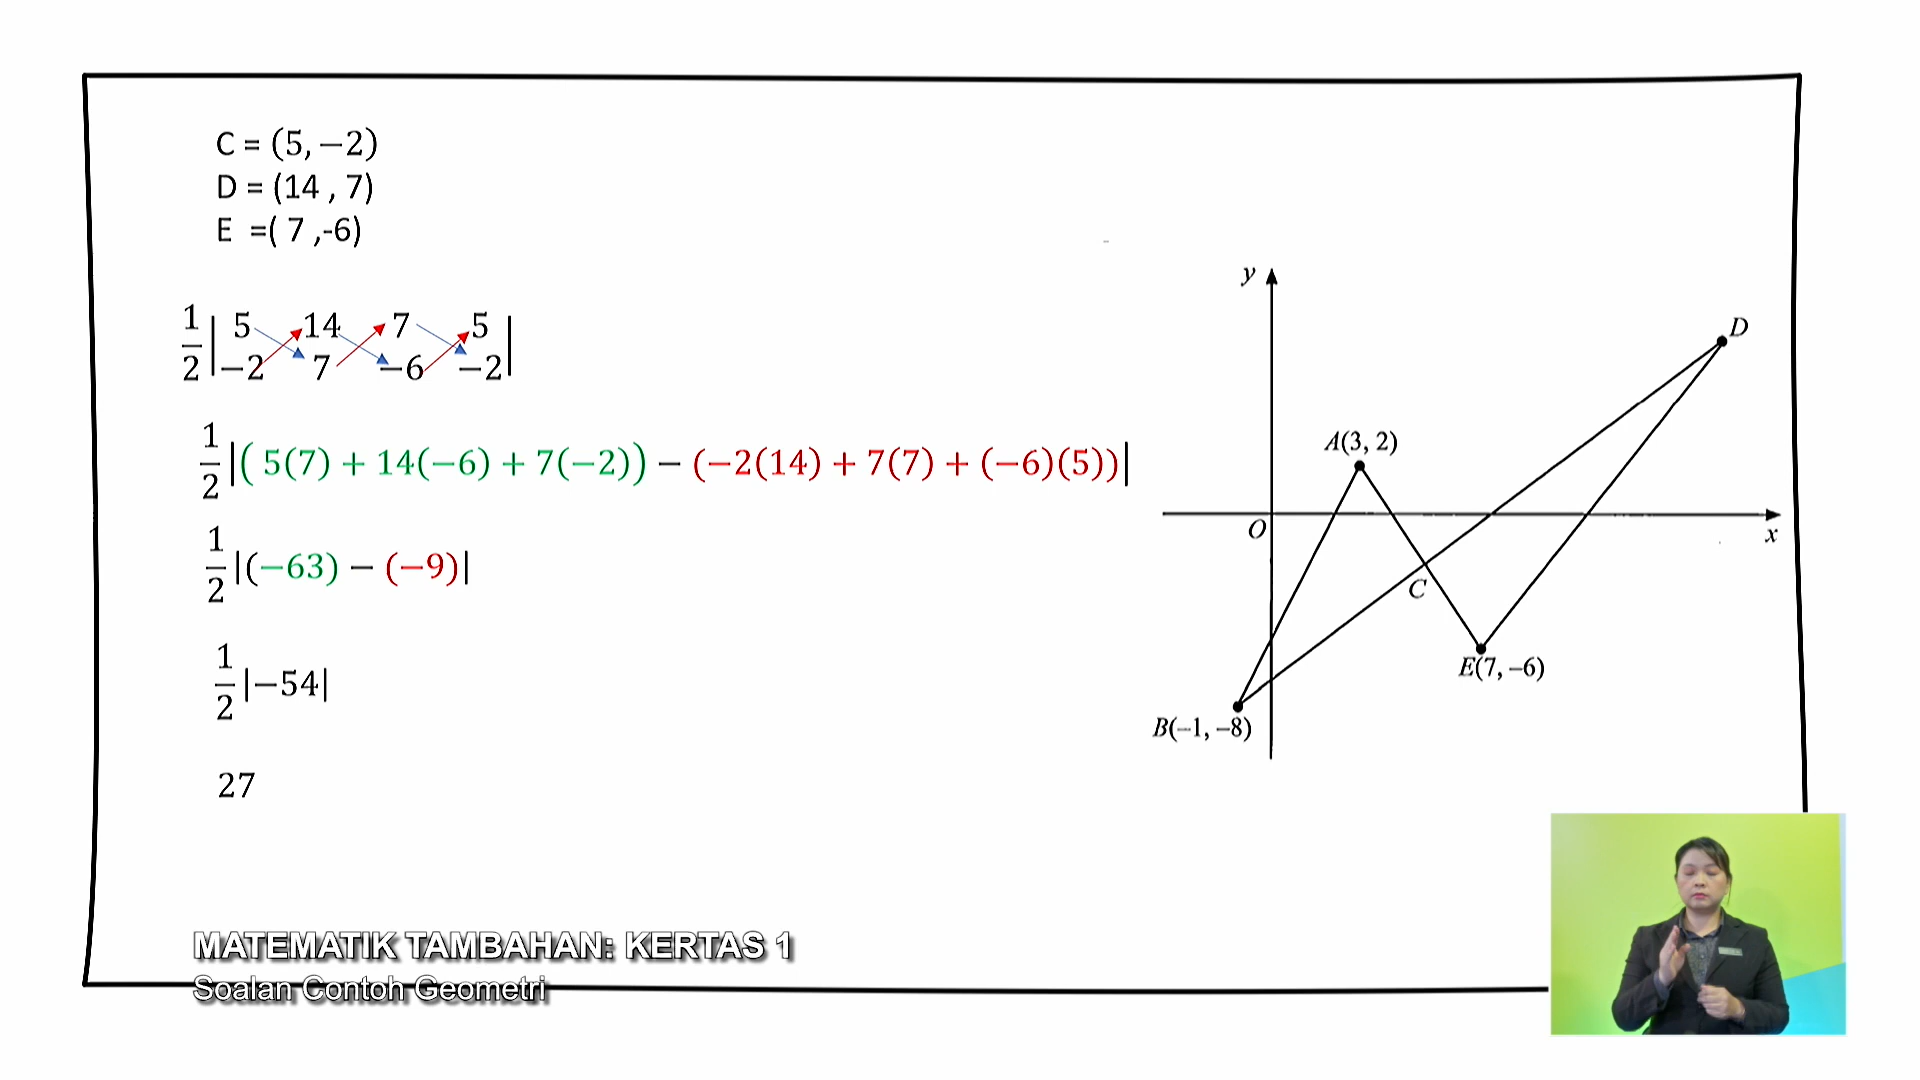 C = (5, −2)
D = (14 , 7)
E =( 7 ,-6)
1/2 | 5 14 7 5 |
| −2 7 −6 −2 |
1/2 |( 5(7) + 14(−6) + 7(−2)) − (−2(14) + 7(7) + (−6)(5))|
1/2 |(−63) − (−9)|
1/2 |−54|
27
y
D
A(3, 2)
O
x
C
E(7, −6)
B(−1, −8)
MATEMATIK TAMBAHAN: KERTAS 1
Soalan Contoh Geometri